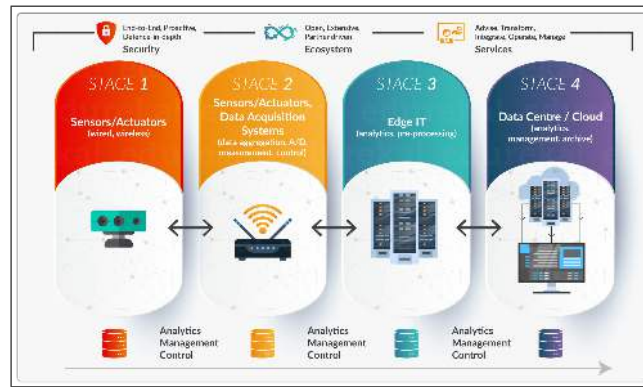 End-to-End, Proactive,
Defence-in-depth
Security
Open, Extensive,
Partner-driven
Ecosystem
Advise, Transform,
Integrate, Operate, Manage
Services
STAGE 1
Sensors/Actuators
(wired, wireless)
STAGE 2
Sensors/Actuators,
Data Acquisition
Systems
(data aggregation, A/D,
measurement, control)
STAGE 3
Edge IT
(analytics, pre-processing)
STAGE 4
Data Centre / Cloud
(analytics,
management, archive)
Analytics
Management
Control
Analytics
Management
Control
Analytics
Management
Control